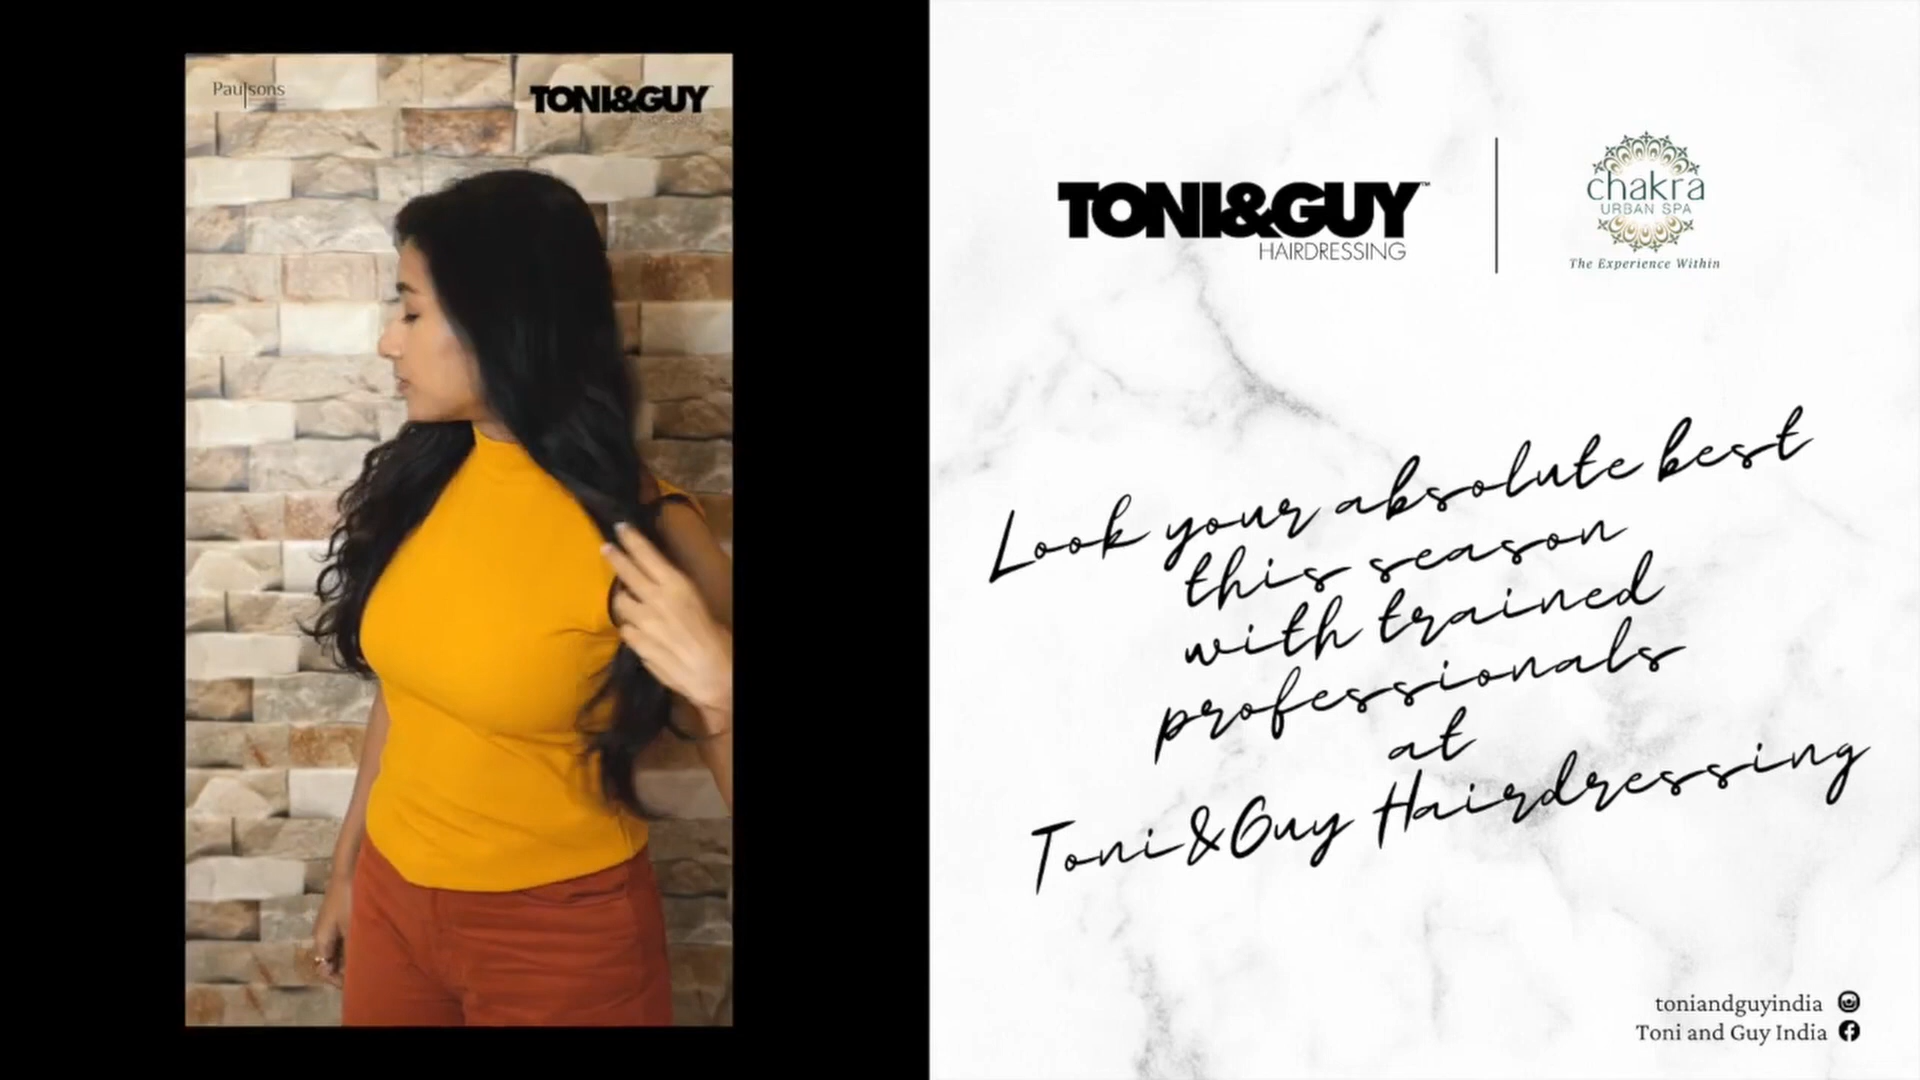 Paulsons
TONI&GUY
TONI&GUY™
HAIRDRESSING
chakra
URBAN SPA
The Experience Within
Look your absolute best
this season
with trained
professionals
at
Toni&Guy Hairdressing
toniandguyindia
Toni and Guy India